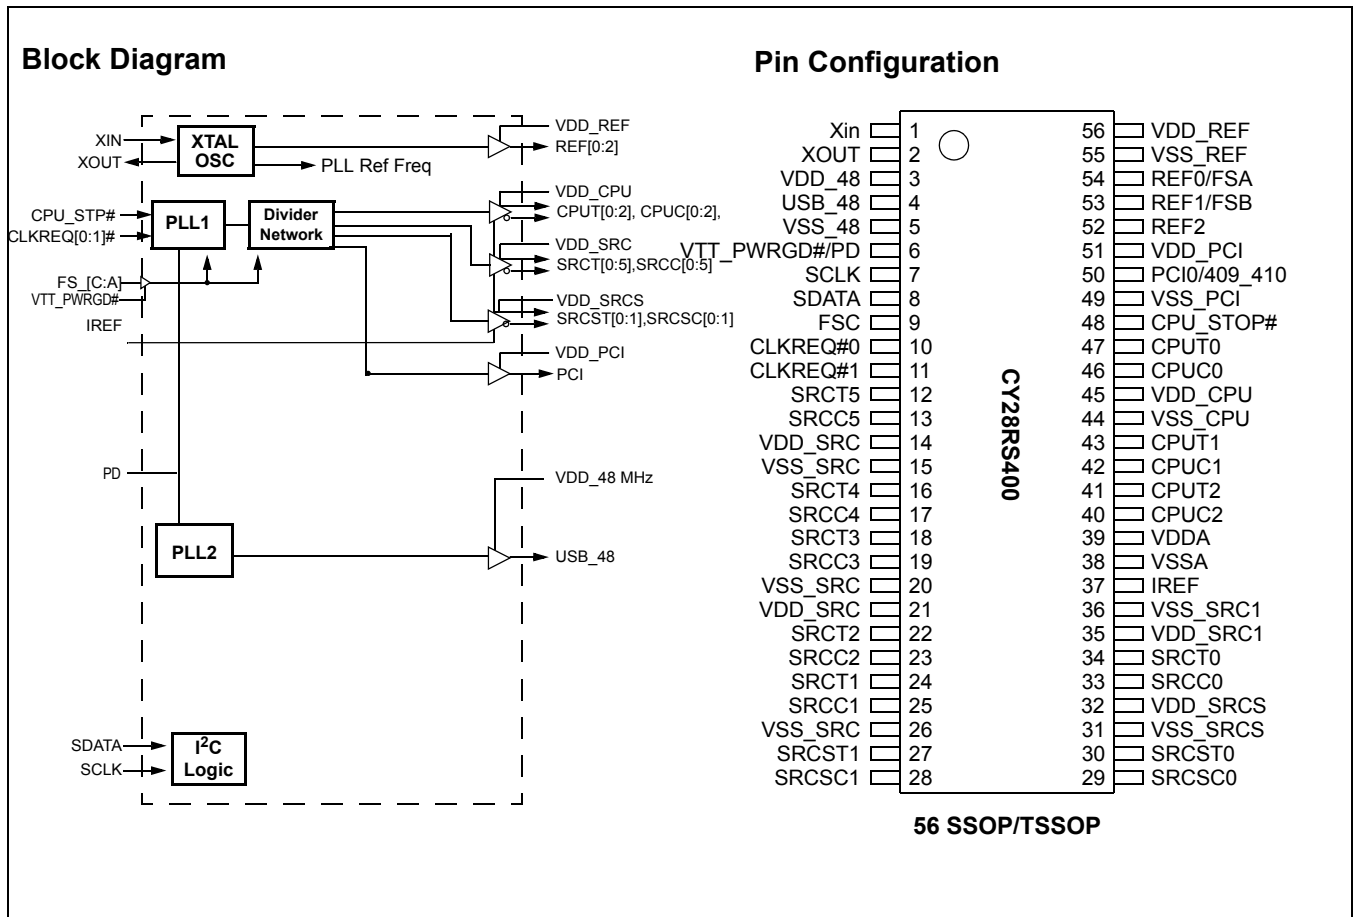 Block Diagram
XIN
XOUT
XTAL
OSC
VDD_REF
REF[0:2]
PLL Ref Freq
CPU_STP#
CLKREQ[0:1]#
PLL1
Divider
Network
VDD_CPU
CPUT[0:2], CPUC[0:2],
VDD_SRC
SRCT[0:5],SRCC[0:5]
FS_[C:A]
VTT_PWRGD#
IREF
VDD_SRCS
SRCST[0:1],SRCSC[0:1]
VDD_PCI
PCI
PD
VDD_48 MHz
PLL2
USB_48
SDATA
SCLK
I2C
Logic
Pin Configuration
Xin 1
XOUT 2
VDD_48 3
USB_48 4
VSS_48 5
VTT_PWRGD#/PD 6
SCLK 7
SDATA 8
FSC 9
CLKREQ#0 10
CLKREQ#1 11
SRCT5 12
SRCC5 13
VDD_SRC 14
VSS_SRC 15
SRCT4 16
SRCC4 17
SRCT3 18
SRCC3 19
VSS_SRC 20
VDD_SRC 21
SRCT2 22
SRCC2 23
SRCT1 24
SRCC1 25
VSS_SRC 26
SRCST1 27
SRCSC1 28
CY28RS400
56 VDD_REF
55 VSS_REF
54 REF0/FSA
53 REF1/FSB
52 REF2
51 VDD_PCI
50 PCI0/409_410
49 VSS_PCI
48 CPU_STOP#
47 CPUT0
46 CPUC0
45 VDD_CPU
44 VSS_CPU
43 CPUT1
42 CPUC1
41 CPUT2
40 CPUC2
39 VDDA
38 VSSA
37 IREF
36 VSS_SRC1
35 VDD_SRC1
34 SRCT0
33 SRCC0
32 VDD_SRCS
31 VSS_SRCS
30 SRCST0
29 SRCSC0
56 SSOP/TSSOP